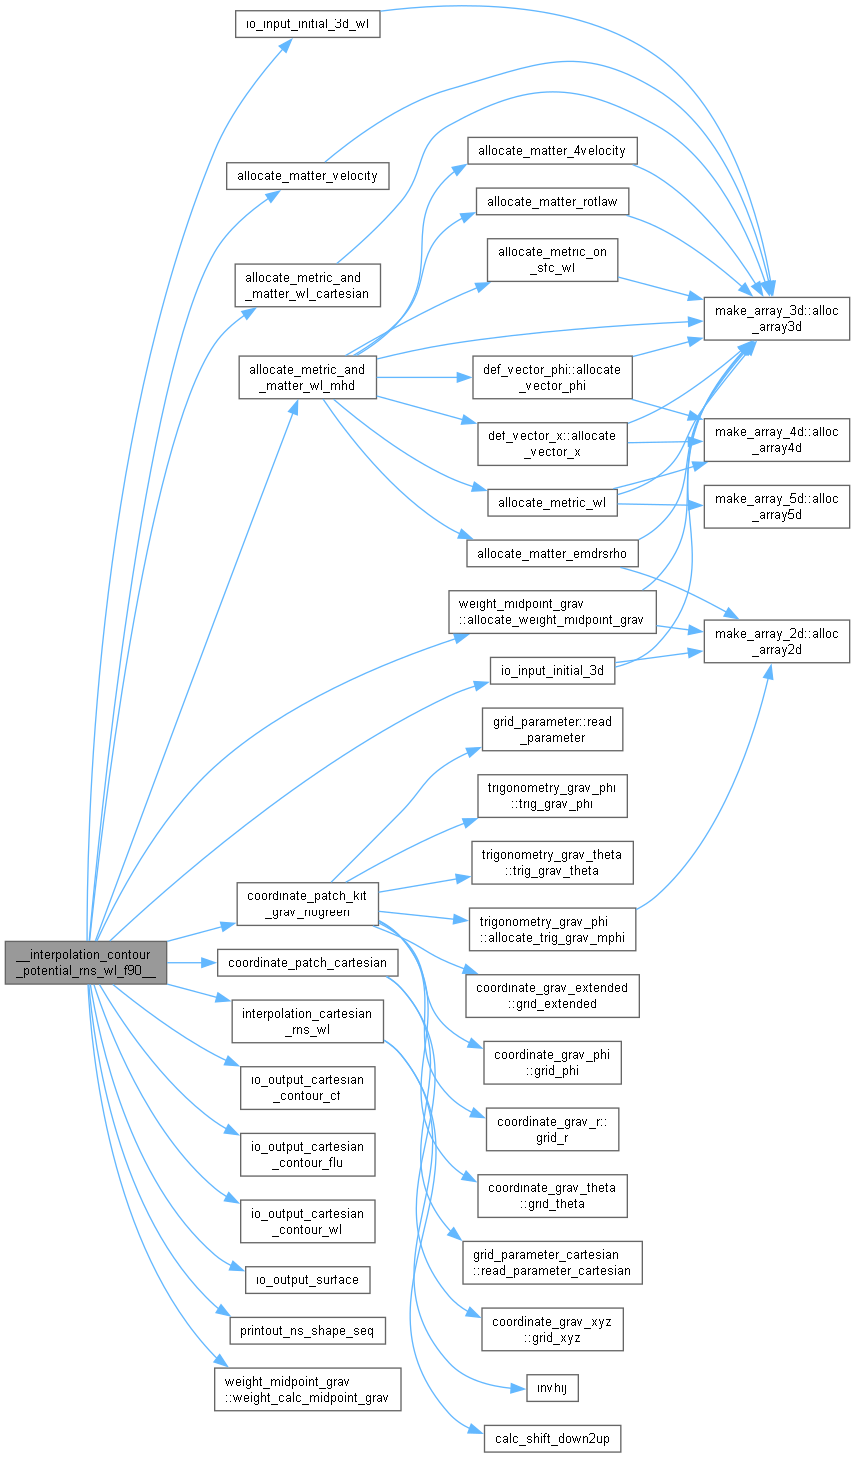 io_input_initial_3d_wl
allocate_matter_velocity
allocate_metric_and
_matter_wl_cartesian
allocate_metric_and
_matter_wl_mhd
allocate_matter_4velocity
allocate_matter_rotlaw
allocate_metric_on
_sfc_wl
def_vector_phi::allocate
_vector_phi
def_vector_x::allocate
_vector_x
allocate_metric_wl
allocate_matter_emdrsrho
make_array_3d::alloc
_array3d
make_array_4d::alloc
_array4d
make_array_5d::alloc
_array5d
make_array_2d::alloc
_array2d
weight_midpoint_grav
::allocate_weight_midpoint_grav
io_input_initial_3d
grid_parameter::read
_parameter
trigonometry_grav_phi
::trig_grav_phi
trigonometry_grav_theta
::trig_grav_theta
trigonometry_grav_phi
::allocate_trig_grav_mphi
coordinate_patch_kit
_grav_nogreen
__interpolation_contour
_potential_rns_wl_f90__
coordinate_patch_cartesian
interpolation_cartesian
_rns_wl
io_output_cartesian
_contour_cf
io_output_cartesian
_contour_flu
io_output_cartesian
_contour_wl
io_output_surface
printout_ns_shape_seq
weight_midpoint_grav
::weight_calc_midpoint_grav
coordinate_grav_extended
::grid_extended
coordinate_grav_phi
::grid_phi
coordinate_grav_r::
grid_r
coordinate_grav_theta
::grid_theta
grid_parameter_cartesian
::read_parameter_cartesian
coordinate_grav_xyz
::grid_xyz
invhij
calc_shift_down2up